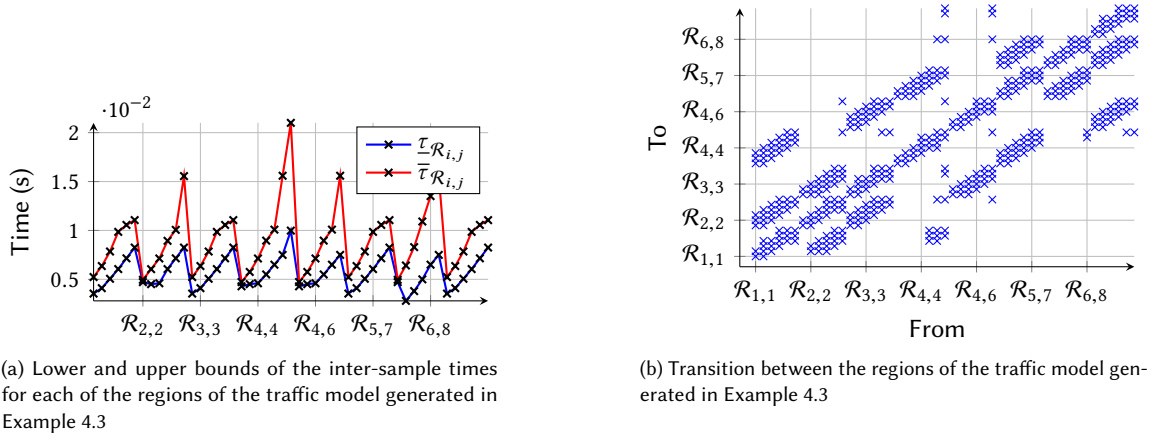 ·10⁻²
2
1.5
1
0.5
Time (s)
τ̲ℛᵢ,ⱼ
τ̅ℛᵢ,ⱼ
ℛ2,2 ℛ3,3 ℛ4,4 ℛ4,6 ℛ5,7 ℛ6,8
(a) Lower and upper bounds of the inter-sample times
for each of the regions of the traffic model generated in
Example 4.3
ℛ6,8
ℛ5,7
ℛ4,6
ℛ4,4
ℛ3,3
ℛ2,2
ℛ1,1
To
ℛ1,1 ℛ2,2 ℛ3,3 ℛ4,4 ℛ4,6 ℛ5,7 ℛ6,8
From
(b) Transition between the regions of the traffic model gen-
erated in Example 4.3